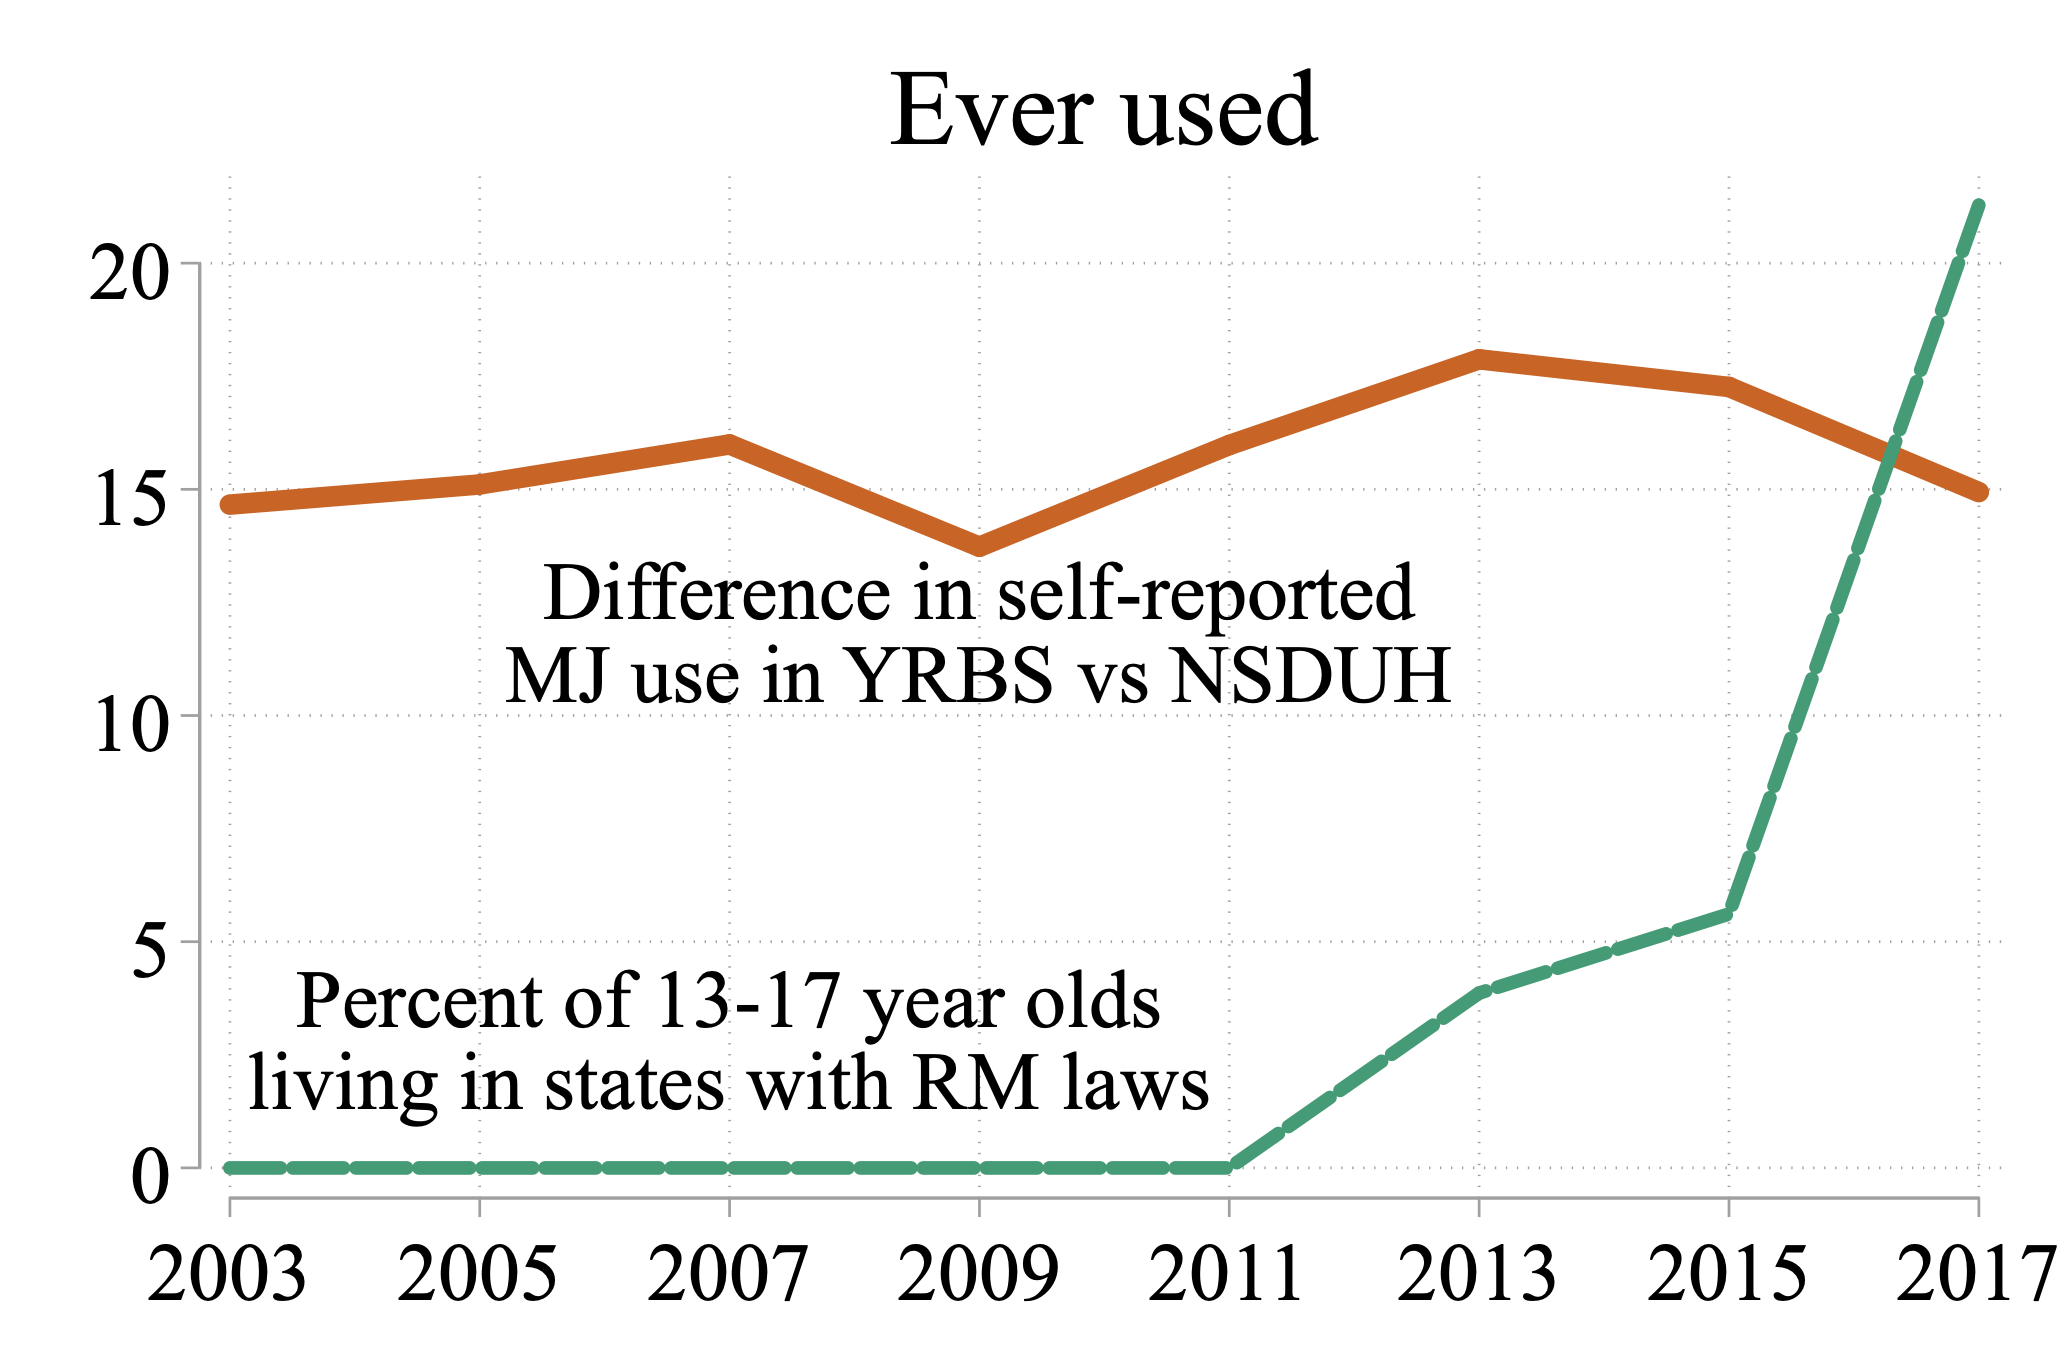 Ever used
20
15
10
5
0
Difference in self-reported
MJ use in YRBS vs NSDUH
Percent of 13-17 year olds
living in states with RM laws
2003 2005 2007 2009 2011 2013 2015 2017